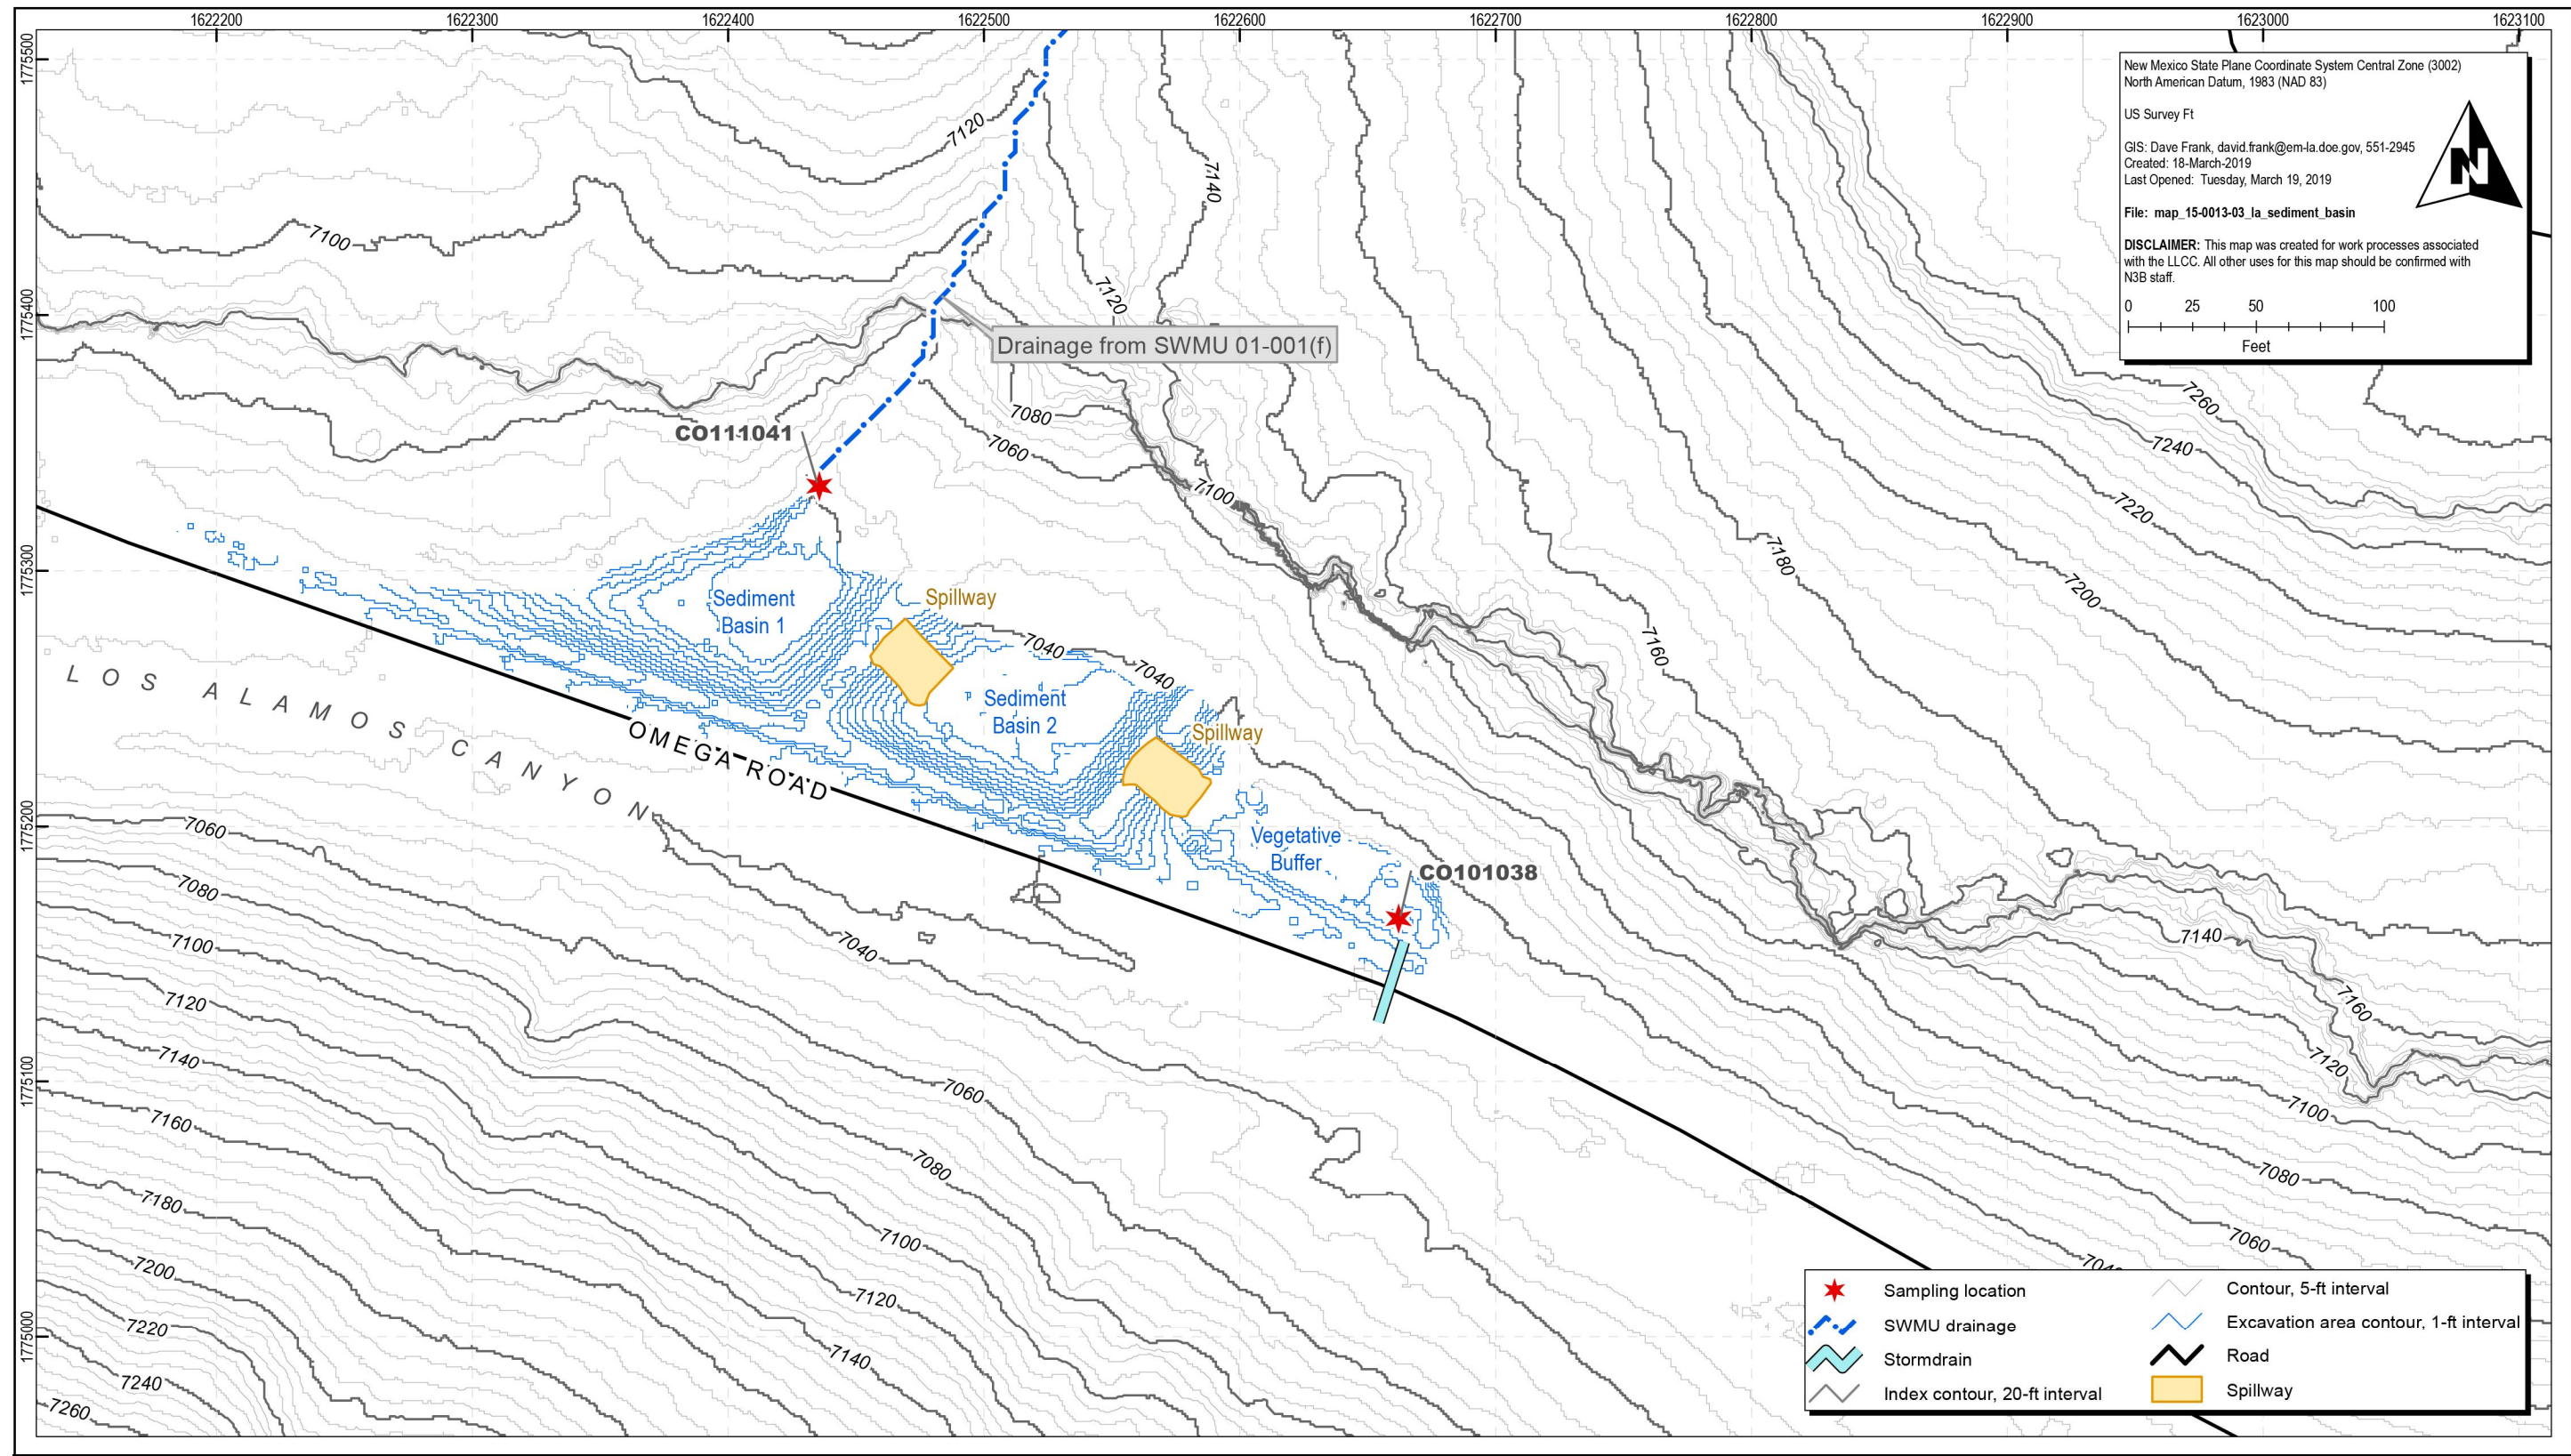 1622200 1622300 1622400 1622500 1622600 1622700 1622800 1622900 1623000 1623100
1775500
1775400
1775300
1775200
1775100
1775000
New Mexico State Plane Coordinate System Central Zone (3002)
North American Datum, 1983 (NAD 83)
US Survey Ft
GIS: Dave Frank, david.frank@em-la.doe.gov, 551-2945
Created: 18-March-2019
Last Opened: Tuesday, March 19, 2019
File: map_15-0013-03_la_sediment_basin
DISCLAIMER: This map was created for work processes associated
with the LLCC. All other uses for this map should be confirmed with
N3B staff.
0 25 50 100
Feet
N
7120
7140
7100
7120
Drainage from SWMU 01-001(f)
7080
7060
CO111041
7100
7260
7240
7220
7200
7180
7160
Sediment
Basin 1
Spillway
7040
7040
Sediment
Basin 2
Spillway
LOS ALAMOS CANYON
OMEGA ROAD
Vegetative
Buffer
CO101038
7060
7080
7100
7120
7140
7160
7180
7200
7220
7240
7260
7040
7060
7080
7100
7120
7140
7140
7160
7120
7100
7080
7060
Sampling location
SWMU drainage
Stormdrain
Index contour, 20-ft interval
Contour, 5-ft interval
Excavation area contour, 1-ft interval
Road
Spillway